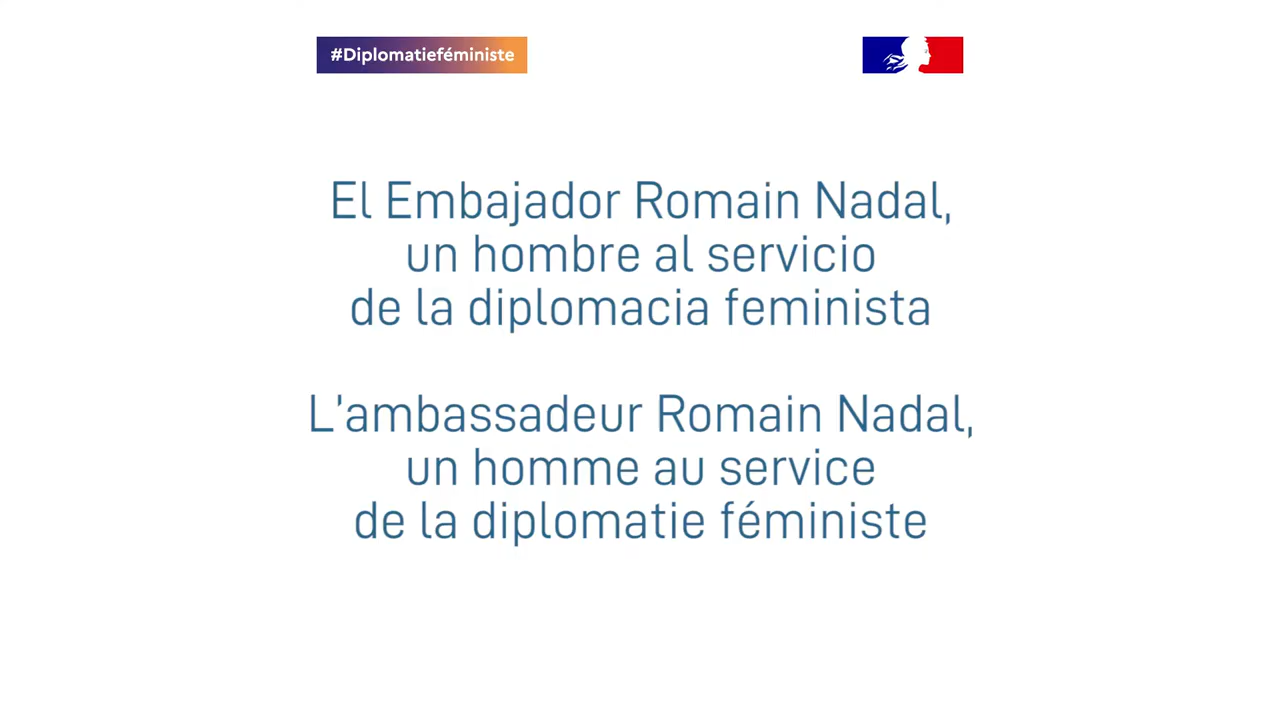 #Diplomatieféministe
El Embajador Romain Nadal,
un hombre al servicio
de la diplomacia feminista
L'ambassadeur Romain Nadal,
un homme au service
de la diplomatie féministe